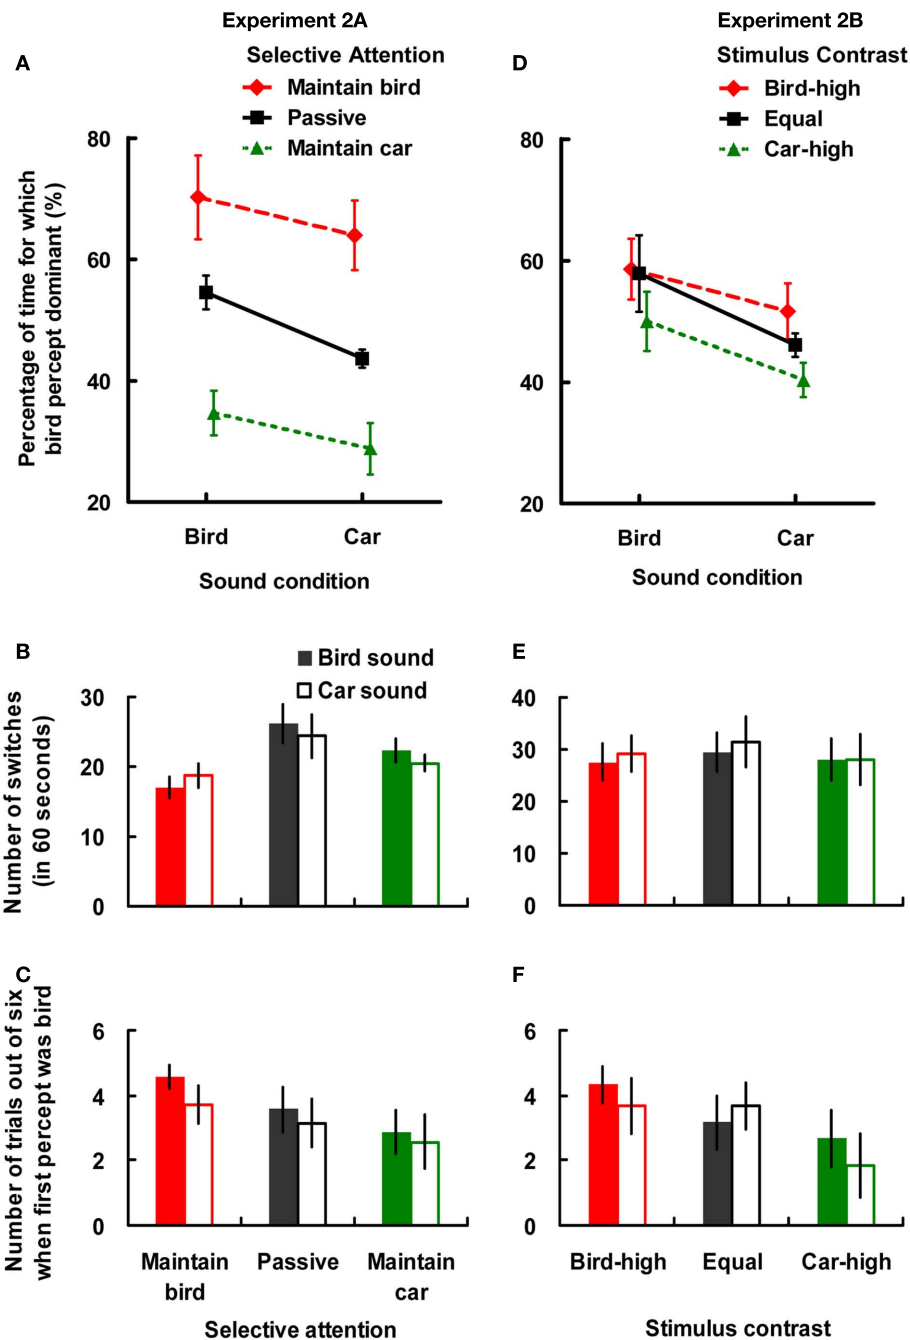 Experiment 2A
A
Selective Attention
Maintain bird
Passive
Maintain car
Percentage of time for which
bird percept dominant (%)
80
60
40
20
Bird
Car
Sound condition
Experiment 2B
D
Stimulus Contrast
Bird-high
Equal
Car-high
80
60
40
20
Bird
Car
Sound condition
B
Bird sound
Car sound
Number of switches
(in 60 seconds)
30
20
10
0
E
40
30
20
10
0
C
Number of trials out of six
when first percept was bird
6
4
2
0
Maintain
bird
Passive
Maintain
car
Selective attention
F
6
4
2
0
Bird-high
Equal
Car-high
Stimulus contrast